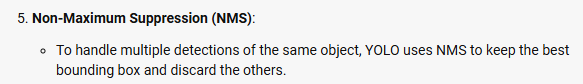 5. Non-Maximum Suppression (NMS):
o To handle multiple detections of the same object, YOLO uses NMS to keep the best
bounding box and discard the others.